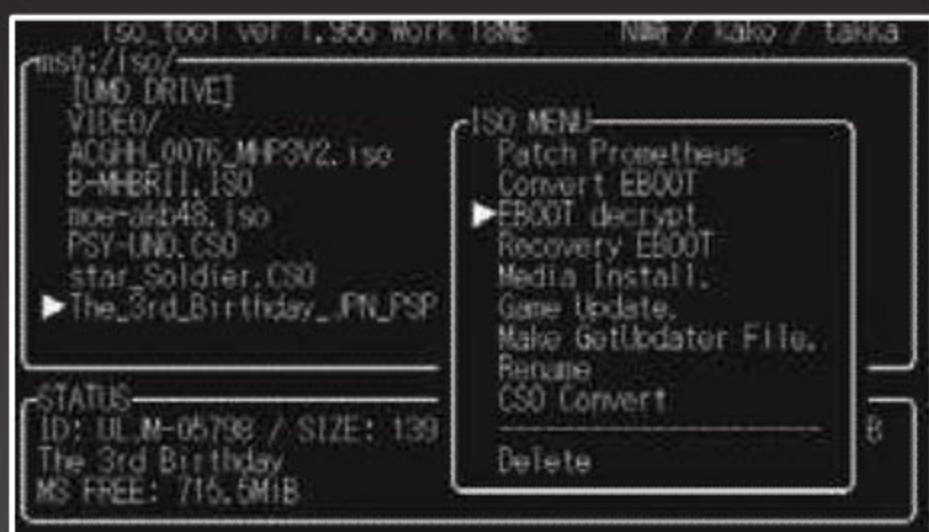 iso_tool ver 1.956 Work 18MB / kako / takka
ms0:/iso/
[UMD DRIVE]
VIDEO/
ACGHH_0076_MHP3V2.iso
B-MHBRII.ISO
moe-akb48.iso
PSY-UNO.CSO
star_Soldier.CSO
▶The_3rd_Birthday_JPN_PSP
ISO MENU
Patch Prometheus
Convert EBOOT
▶EBOOT decrypt
Recovery EBOOT
Media Install.
Game Update.
Make GetUpdater File.
Rename
CSO Convert
Delete
STATUS
ID: ULJM-05798 / SIZE: 139 B
The 3rd Birthday
MS FREE: 716.6MiB